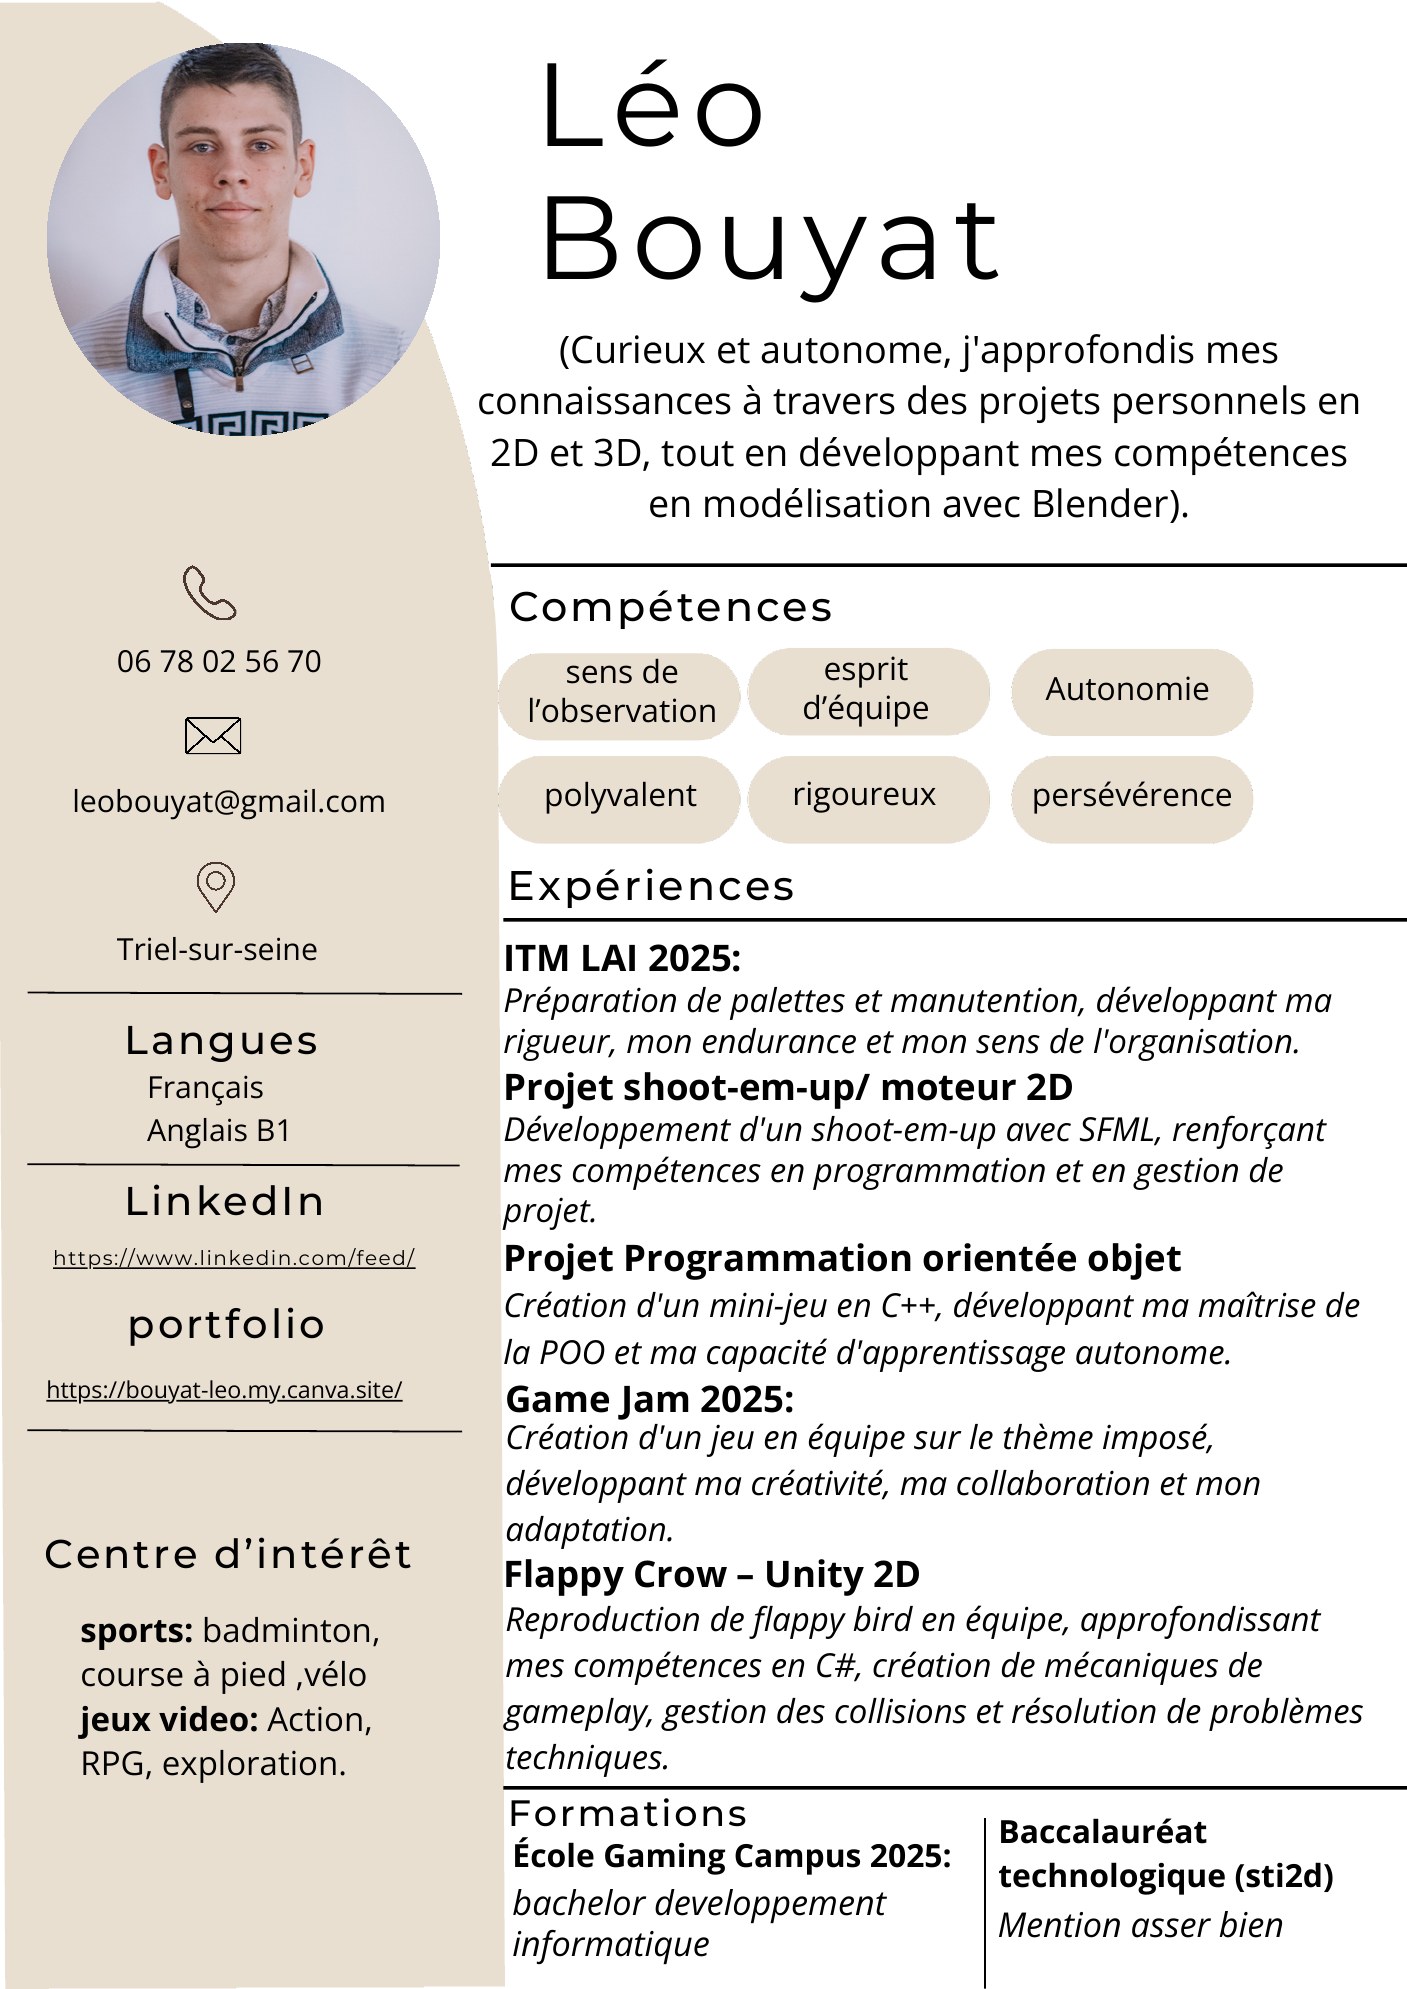 Léo
Bouyat
(Curieux et autonome, j'approfondis mes
connaissances à travers des projets personnels en
2D et 3D, tout en développant mes compétences
en modélisation avec Blender).
06 78 02 56 70
leobouyat@gmail.com
Triel-sur-seine
Langues
Français
Anglais B1
LinkedIn
https://www.linkedin.com/feed/
portfolio
https://bouyat-leo.my.canva.site/
Centre d’intérêt
sports: badminton,
course à pied ,vélo
jeux video: Action,
RPG, exploration.
Compétences
sens de
l’observation
esprit
d’équipe
Autonomie
polyvalent
rigoureux
persévérence
Expériences
ITM LAI 2025:
Préparation de palettes et manutention, développant ma
rigueur, mon endurance et mon sens de l'organisation.
Projet shoot-em-up/ moteur 2D
Développement d'un shoot-em-up avec SFML, renforçant
mes compétences en programmation et en gestion de
projet.
Projet Programmation orientée objet
Création d'un mini-jeu en C++, développant ma maîtrise de
la POO et ma capacité d'apprentissage autonome.
Game Jam 2025:
Création d'un jeu en équipe sur le thème imposé,
développant ma créativité, ma collaboration et mon
adaptation.
Flappy Crow – Unity 2D
Reproduction de flappy bird en équipe, approfondissant
mes compétences en C#, création de mécaniques de
gameplay, gestion des collisions et résolution de problèmes
techniques.
Formations
École Gaming Campus 2025:
bachelor developpement
informatique
Baccalauréat
technologique (sti2d)
Mention asser bien